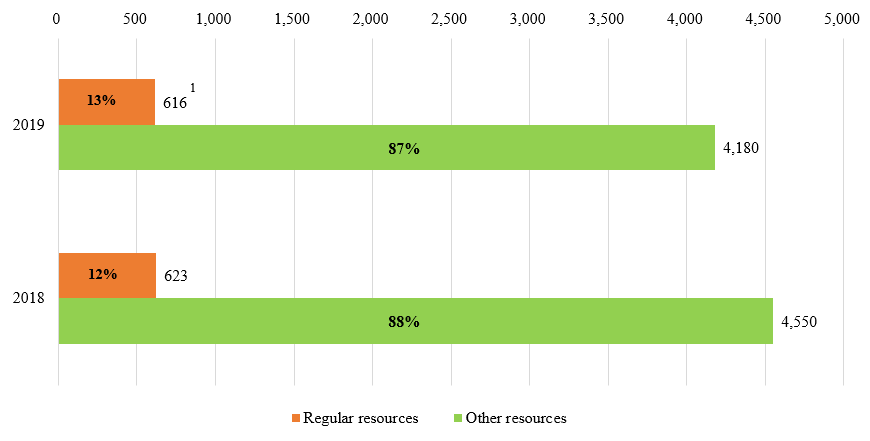 0 500 1,000 1,500 2,000 2,500 3,000 3,500 4,000 4,500 5,000
13% 616 1
2019
87% 4,180
12% 623
2018
88% 4,550
Regular resources Other resources